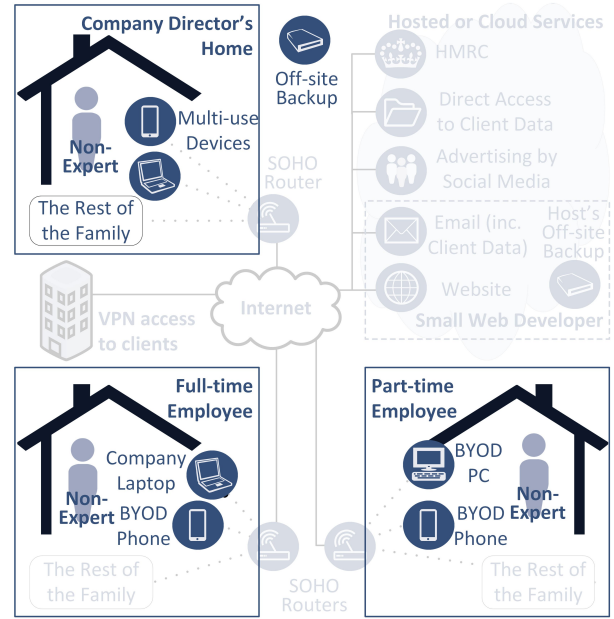 Company Director's
Home
Multi-use
Devices
Non-
Expert
The Rest of
the Family
Off-site
Backup
SOHO
Router
Hosted or Cloud Services
HMRC
Direct Access
to Client Data
Advertising by
Social Media
Email (inc.
Client Data)
Host's
Off-site
Backup
Website
Small Web Developer
Internet
VPN access
to clients
Full-time
Employee
Company
Laptop
Non-
Expert
BYOD
Phone
The Rest of
the Family
SOHO
Routers
Part-time
Employee
BYOD
PC
BYOD
Phone
Non-
Expert
The Rest of
the Family